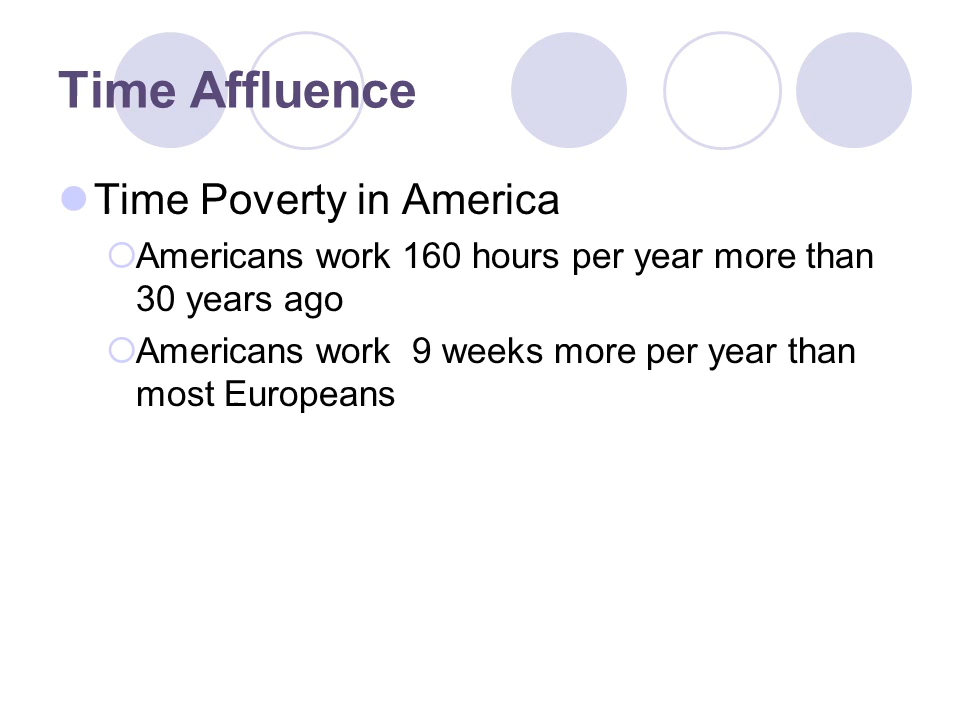 Time Affluence
Time Poverty in America
Americans work 160 hours per year more than
30 years ago
Americans work  9 weeks more per year than
most Europeans